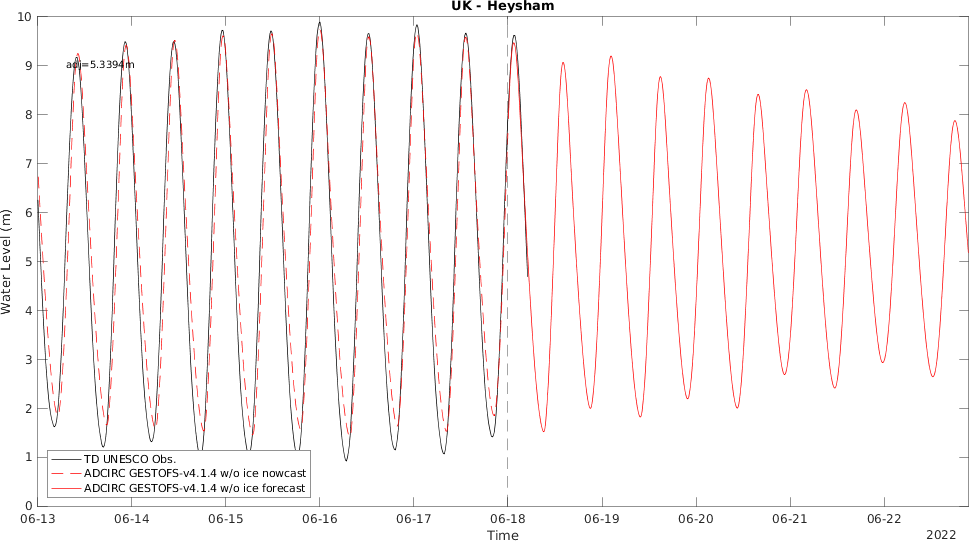 UK - Heysham
10
9
8
7
6
5
4
3
2
1
0
Water Level (m)
adj=5.3394m
TD UNESCO Obs.
ADCIRC GESTOFS-v4.1.4 w/o ice nowcast
ADCIRC GESTOFS-v4.1.4 w/o ice forecast
06-13 06-14 06-15 06-16 06-17 06-18 06-19 06-20 06-21 06-22
Time
2022